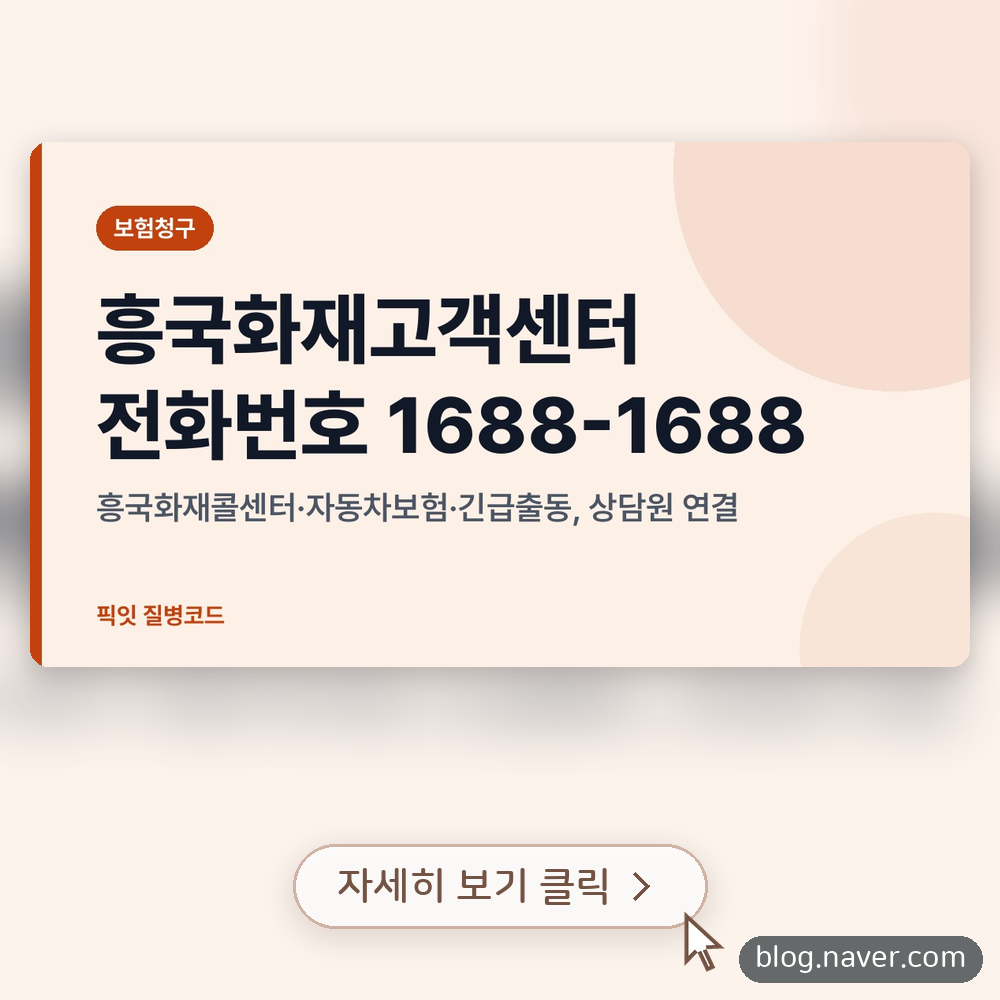 보험청구
흥국화재고객센터
전화번호 1688-1688
흥국화재콜센터·자동차보험·긴급출동, 상담원 연결
픽잇 질병코드
자세히 보기 클릭
blog.naver.com